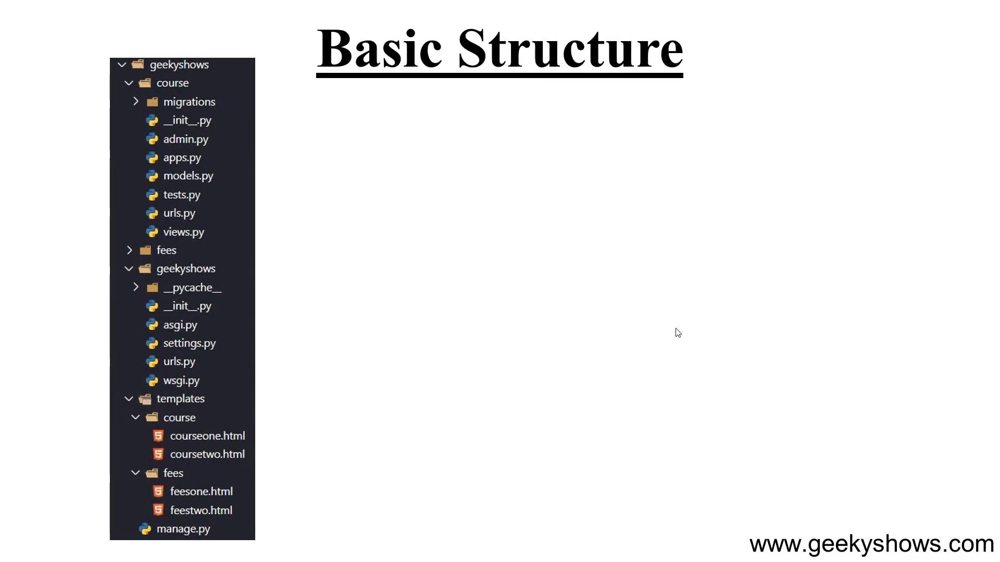 Basic Structure
geekyshows
course
migrations
__init__.py
admin.py
apps.py
models.py
tests.py
urls.py
views.py
fees
geekyshows
__pycache__
__init__.py
asgi.py
settings.py
urls.py
wsgi.py
templates
course
courseone.html
coursetwo.html
fees
feesone.html
feestwo.html
manage.py
www.geekyshows.com